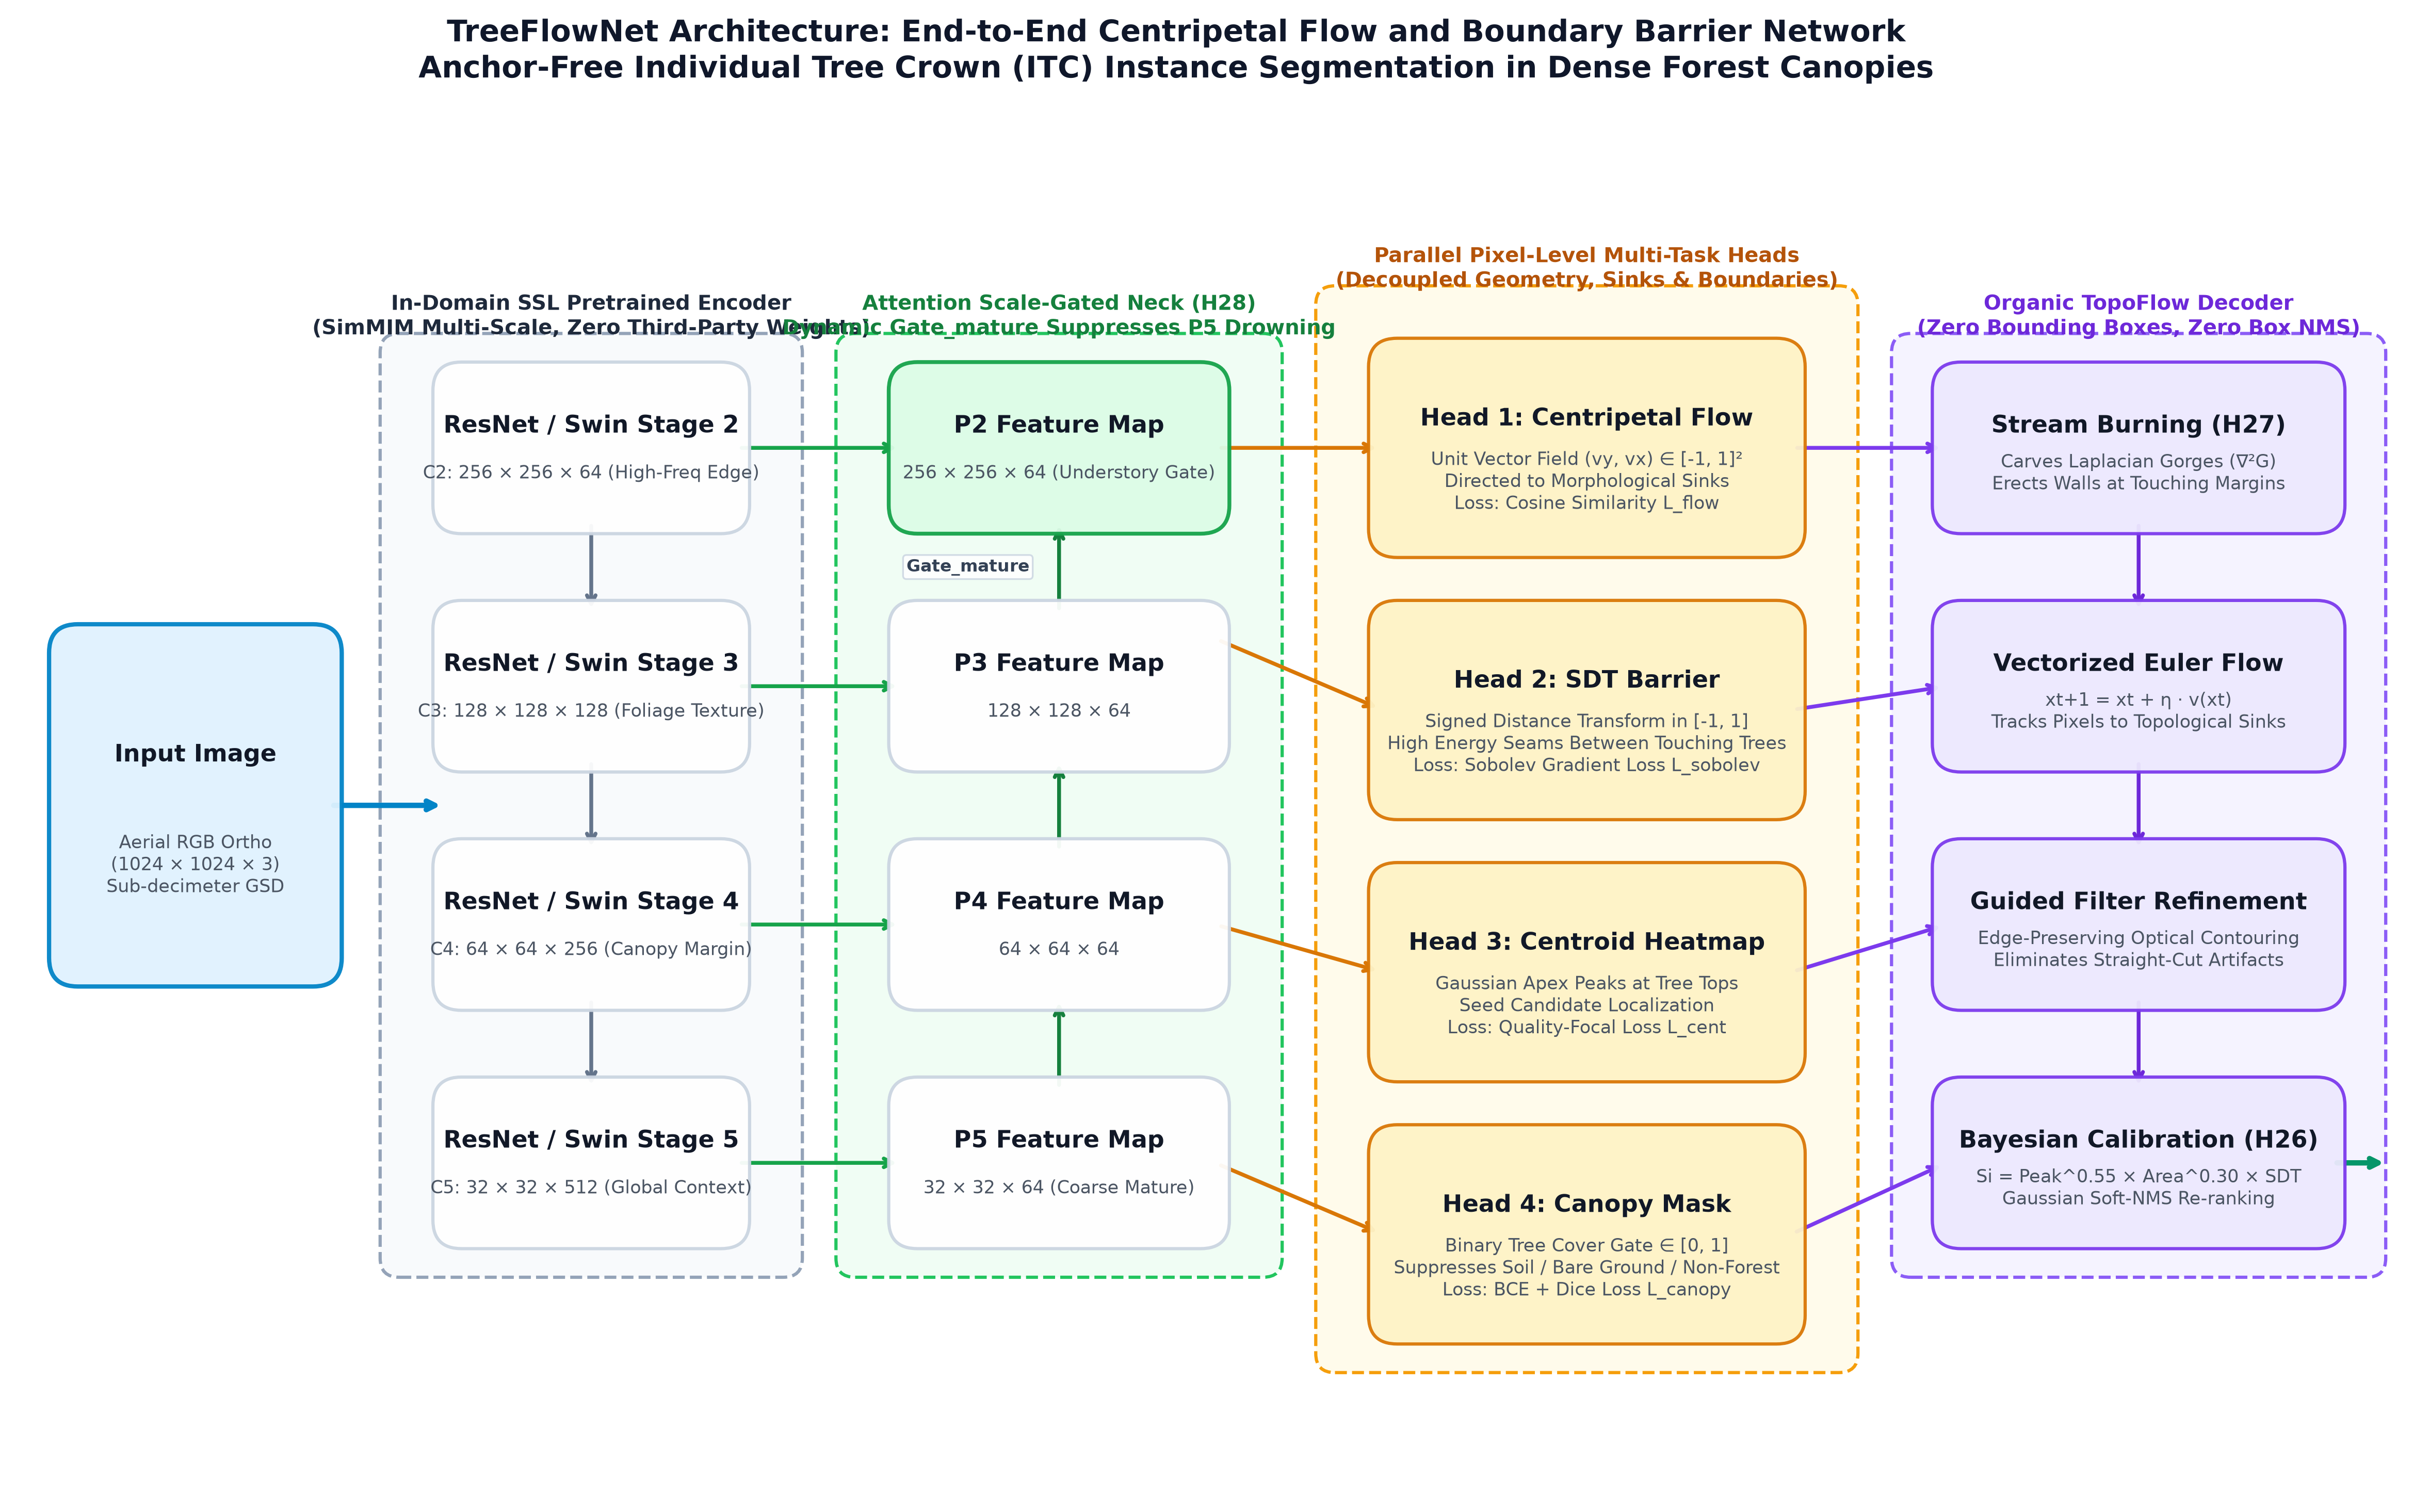 TreeFlowNet Architecture: End-to-End Centripetal Flow and Boundary Barrier Network
Anchor-Free Individual Tree Crown (ITC) Instance Segmentation in Dense Forest Canopies
Input Image
Aerial RGB Ortho
(1024 × 1024 × 3)
Sub-decimeter GSD
In-Domain SSL Pretrained Encoder
(SimMIM Multi-Scale, Zero Third-Party Weights)
ResNet / Swin Stage 2
C2: 256 × 256 × 64 (High-Freq Edge)
ResNet / Swin Stage 3
C3: 128 × 128 × 128 (Foliage Texture)
ResNet / Swin Stage 4
C4: 64 × 64 × 256 (Canopy Margin)
ResNet / Swin Stage 5
C5: 32 × 32 × 512 (Global Context)
Attention Scale-Gated Neck (H28)
Dynamic Gate_mature Suppresses P5 Drowning
P2 Feature Map
256 × 256 × 64 (Understory Gate)
Gate_mature
P3 Feature Map
128 × 128 × 64
P4 Feature Map
64 × 64 × 64
P5 Feature Map
32 × 32 × 64 (Coarse Mature)
Parallel Pixel-Level Multi-Task Heads
(Decoupled Geometry, Sinks & Boundaries)
Head 1: Centripetal Flow
Unit Vector Field (vy, vx) ∈ [-1, 1]²
Directed to Morphological Sinks
Loss: Cosine Similarity L_flow
Head 2: SDT Barrier
Signed Distance Transform in [-1, 1]
High Energy Seams Between Touching Trees
Loss: Sobolev Gradient Loss L_sobolev
Head 3: Centroid Heatmap
Gaussian Apex Peaks at Tree Tops
Seed Candidate Localization
Loss: Quality-Focal Loss L_cent
Head 4: Canopy Mask
Binary Tree Cover Gate ∈ [0, 1]
Suppresses Soil / Bare Ground / Non-Forest
Loss: BCE + Dice Loss L_canopy
Organic TopoFlow Decoder
(Zero Bounding Boxes, Zero Box NMS)
Stream Burning (H27)
Carves Laplacian Gorges (∇²G)
Erects Walls at Touching Margins
Vectorized Euler Flow
xt+1 = xt + η · v(xt)
Tracks Pixels to Topological Sinks
Guided Filter Refinement
Edge-Preserving Optical Contouring
Eliminates Straight-Cut Artifacts
Bayesian Calibration (H26)
Si = Peak^0.55 × Area^0.30 × SDT
Gaussian Soft-NMS Re-ranking